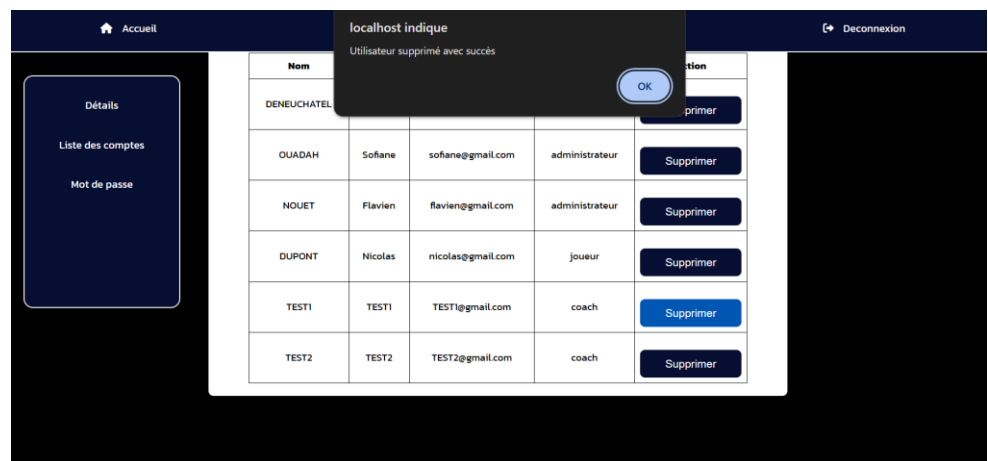 Accueil
Deconnexion
localhost indique
Utilisateur supprimé avec succès
OK
Nom
DENEUCHATEL
Détails
Liste des comptes
Mot de passe
OUADAH Sofiane sofiane@gmail.com administrateur Supprimer
NOUET Flavien flavien@gmail.com administrateur Supprimer
DUPONT Nicolas nicolas@gmail.com joueur Supprimer
TEST1 TEST1 TEST1@gmail.com coach Supprimer
TEST2 TEST2 TEST2@gmail.com coach Supprimer